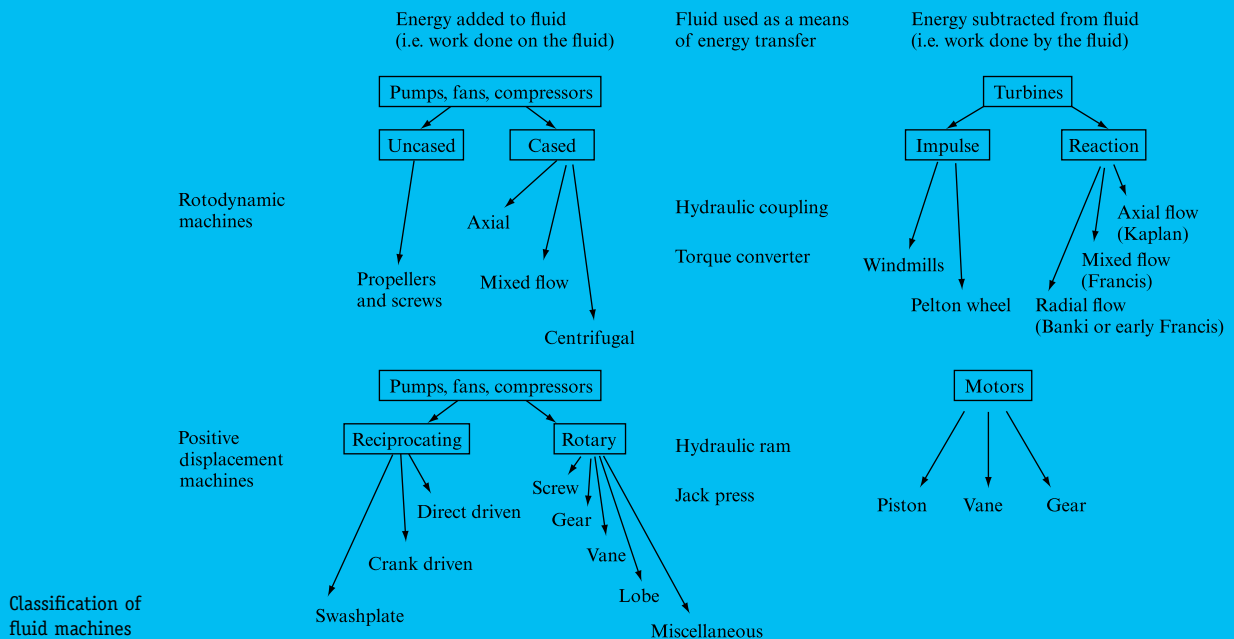 Energy added to fluid
(i.e. work done on the fluid)
Fluid used as a means
of energy transfer
Energy subtracted from fluid
(i.e. work done by the fluid)
Pumps, fans, compressors
Turbines
Uncased
Cased
Impulse
Reaction
Rotodynamic
machines
Axial
Propellers
and screws
Mixed flow
Centrifugal
Hydraulic coupling
Torque converter
Windmills
Pelton wheel
Axial flow
(Kaplan)
Mixed flow
(Francis)
Radial flow
(Banki or early Francis)
Pumps, fans, compressors
Motors
Positive
displacement
machines
Reciprocating
Rotary
Direct driven
Crank driven
Swashplate
Screw
Gear
Vane
Lobe
Miscellaneous
Hydraulic ram
Jack press
Piston
Vane
Gear
Classification of
fluid machines